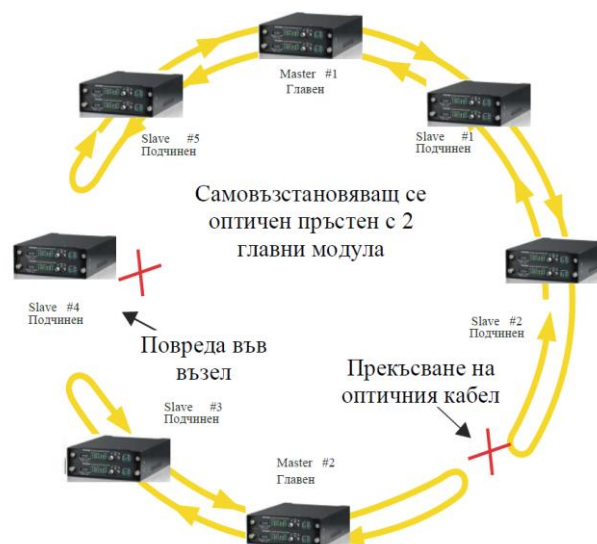 Master #1
Главен
Slave #5
Подчинен
Slave #1
Подчинен
Самовъзстановяващ се
оптичен пръстен с 2
главни модула
Slave #4
Подчинен
Slave #2
Подчинен
Повреда във
възел
Прекъсване на
оптичния кабел
Slave #3
Подчинен
Master #2
Главен